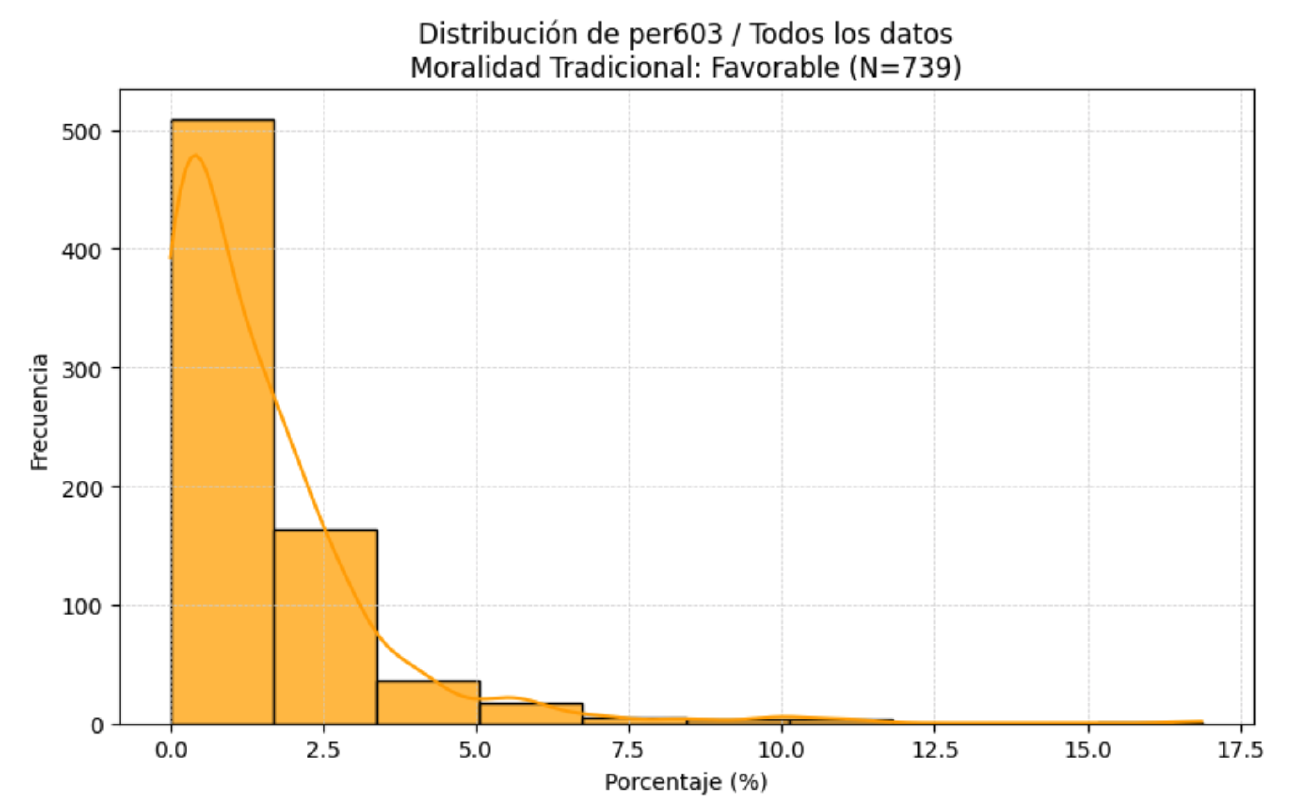 Distribución de per603 / Todos los datos
Moralidad Tradicional: Favorable (N=739)
Frecuencia
500
400
300
200
100
0
0.0 2.5 5.0 7.5 10.0 12.5 15.0 17.5
Porcentaje (%)